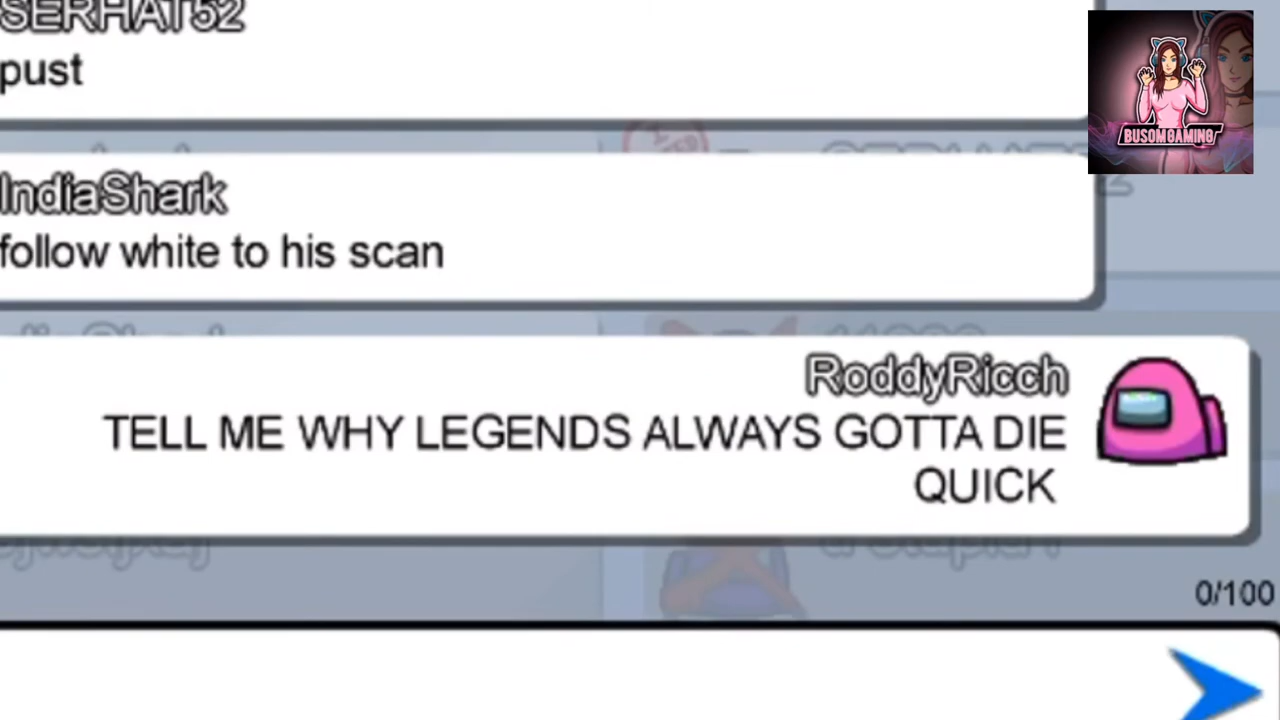 SERHAT52
pust
BUSOMGAMING
IndiaShark
follow white to his scan
RoddyRicch
TELL ME WHY LEGENDS ALWAYS GOTTA DIE
QUICK
0/100